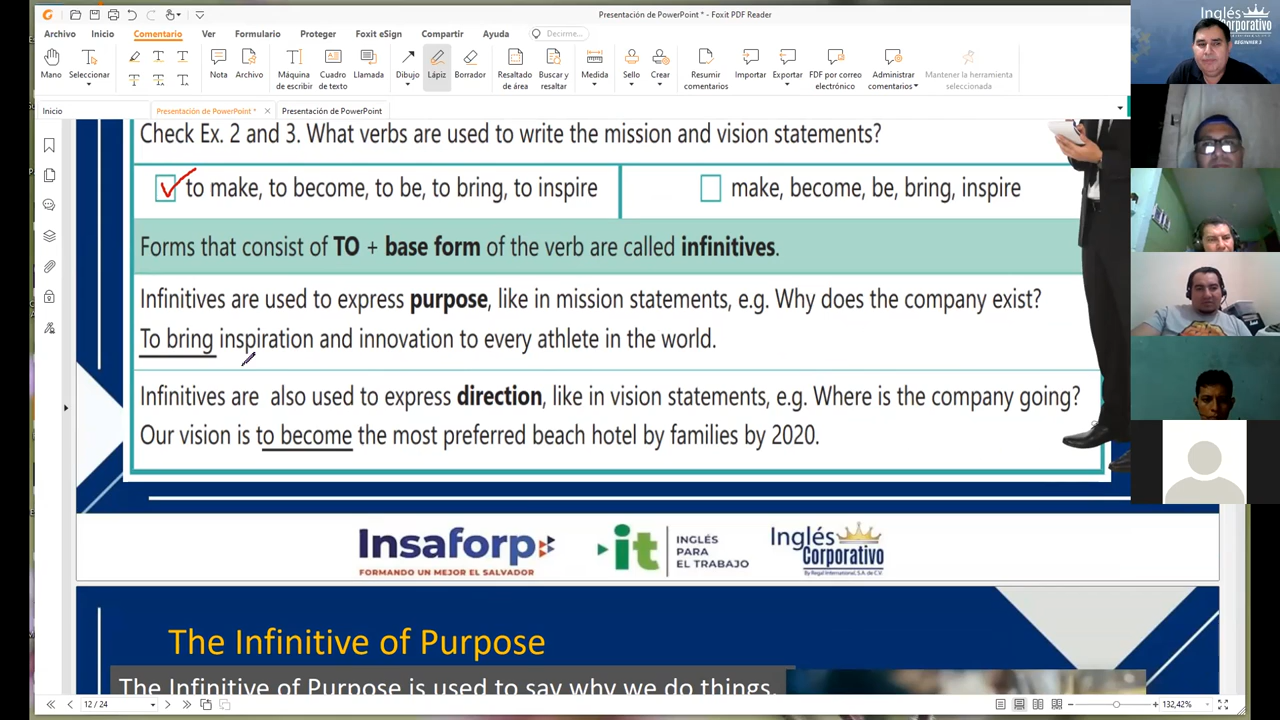 Presentación de PowerPoint * - Foxit PDF Reader
Archivo Inicio Comentario Ver Formulario Proteger Foxit eSign Compartir Ayuda Decirme...
Mano Seleccionar Nota Archivo Máquina de escribir Cuadro de texto Llamada Dibujo Lápiz Borrador Resaltado de área Buscar y resaltar Medida Sello Crear Resumir comentarios Importar Exportar PDF por correo electrónico Administrar comentarios Mantener la herramienta seleccionada
Inicio Presentación de PowerPoint * Presentación de PowerPoint
Check Ex. 2 and 3. What verbs are used to write the mission and vision statements?
to make, to become, to be, to bring, to inspire
make, become, be, bring, inspire
Forms that consist of TO + base form of the verb are called infinitives.
Infinitives are used to express purpose, like in mission statements, e.g. Why does the company exist?
To bring inspiration and innovation to every athlete in the world.
Infinitives are also used to express direction, like in vision statements, e.g. Where is the company going?
Our vision is to become the most preferred beach hotel by families by 2020.
Insaforp
FORMANDO UN MEJOR EL SALVADOR
it
INGLÉS
PARA
EL TRABAJO
Inglés
Corporativo
By Regal International, S.A. de C.V.
The Infinitive of Purpose
The Infinitive of Purpose is used to say why we do things.
12 / 24
132,42%
Inglés
Corporativo
BEGINNER 2